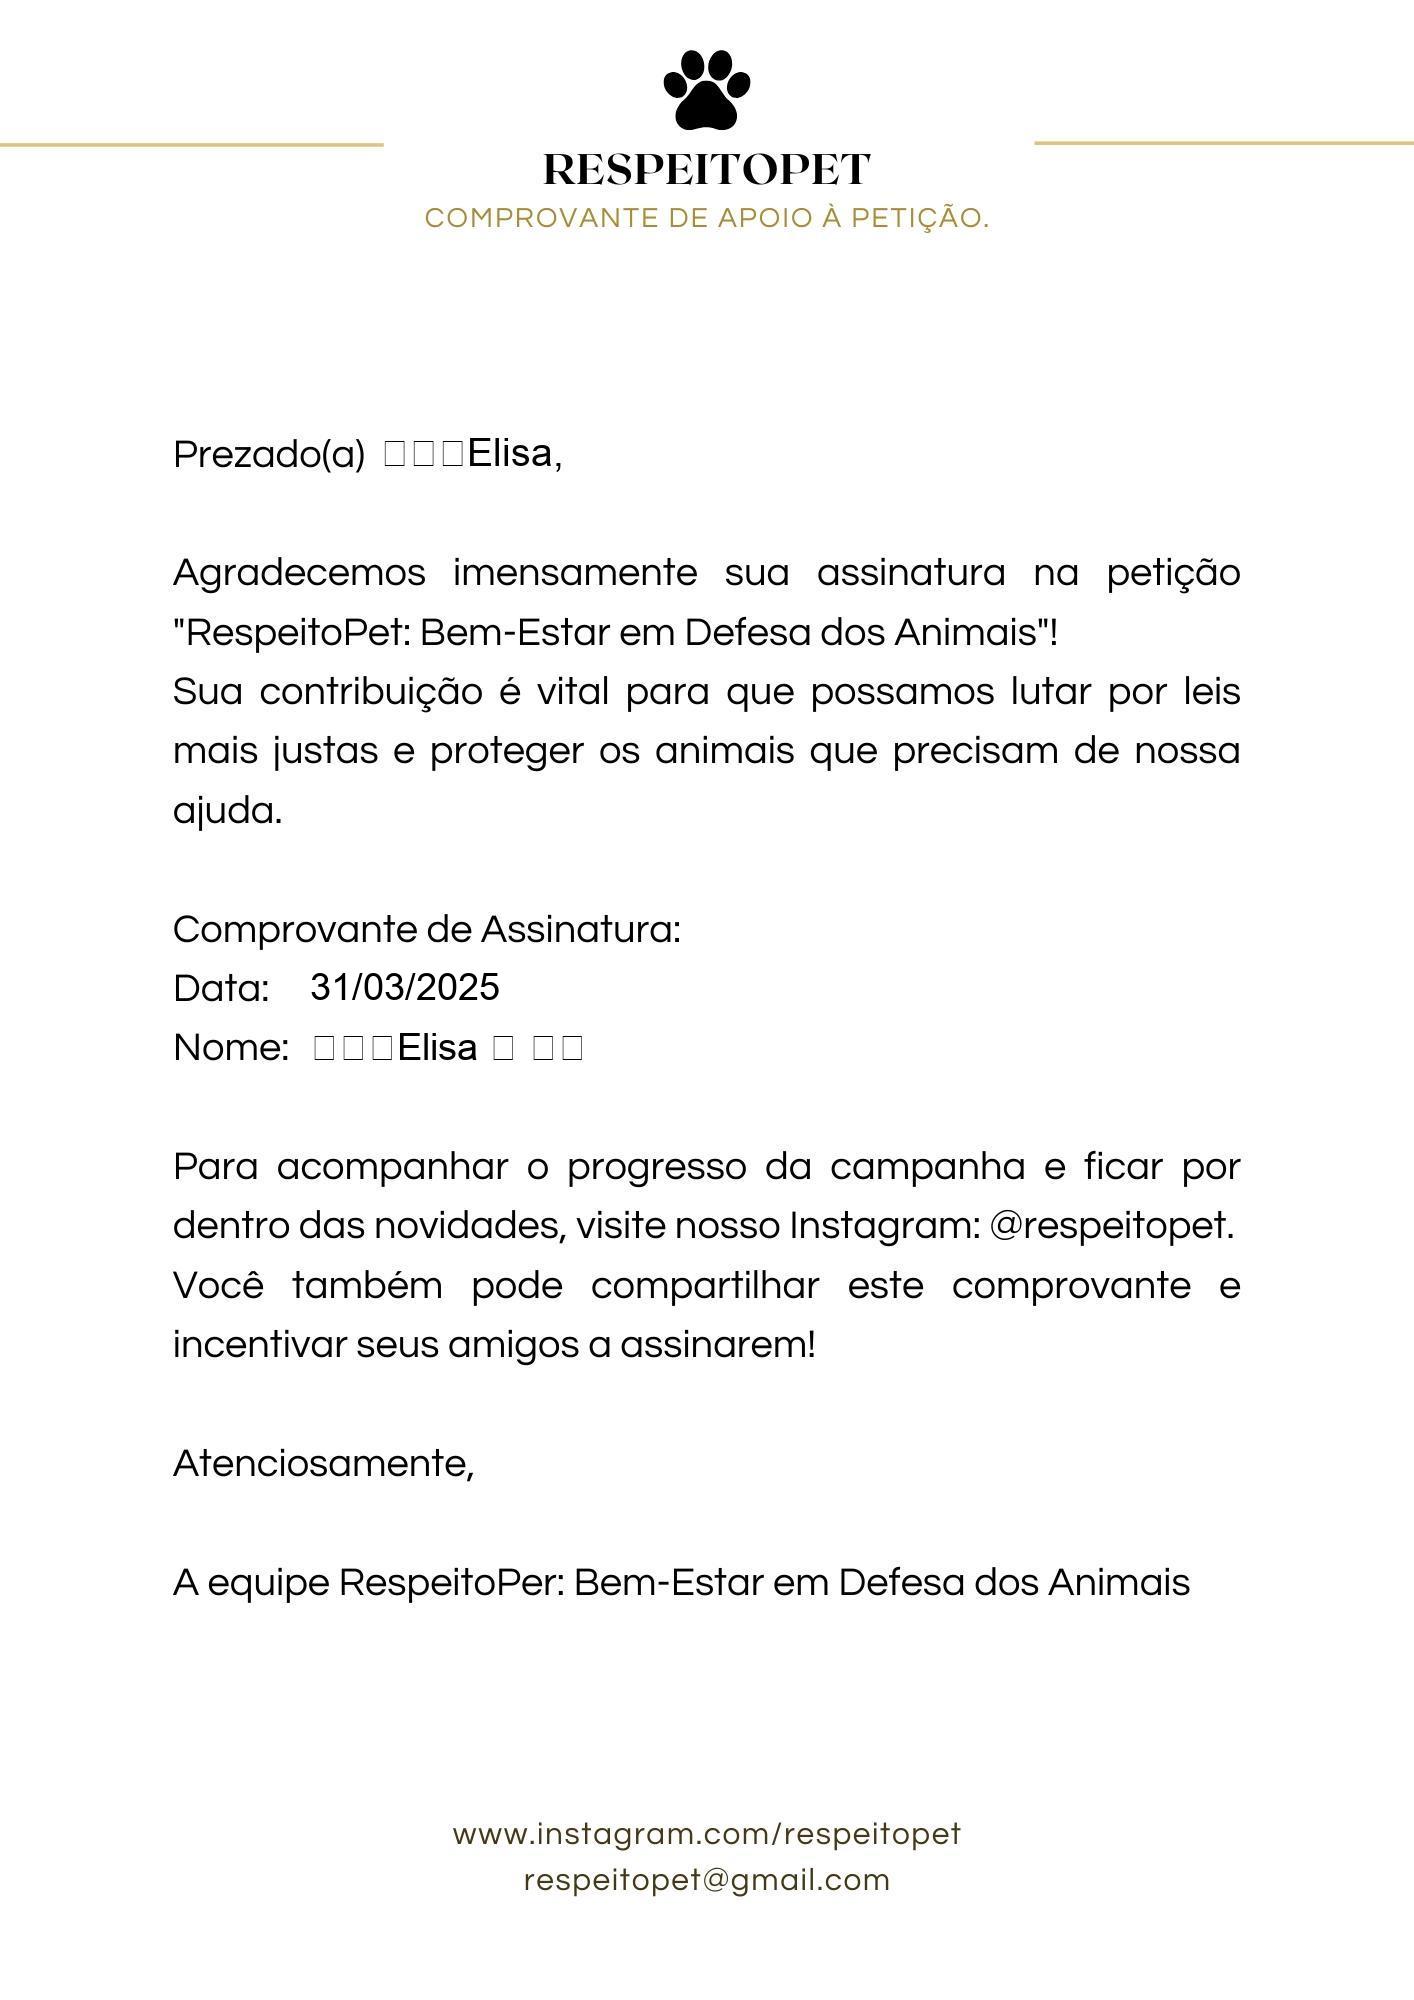 RESPEITOPET
COMPROVANTE DE APOIO À PETIÇÃO.
Prezado(a) □□□Elisa,
Agradecemos imensamente sua assinatura na petição
"RespeitoPet: Bem-Estar em Defesa dos Animais"!
Sua contribuição é vital para que possamos lutar por leis
mais justas e proteger os animais que precisam de nossa
ajuda.
Comprovante de Assinatura:
Data: 31/03/2025
Nome: □□□Elisa □ □□
Para acompanhar o progresso da campanha e ficar por
dentro das novidades, visite nosso Instagram: @respeitopet.
Você também pode compartilhar este comprovante e
incentivar seus amigos a assinarem!
Atenciosamente,
A equipe RespeitoPer: Bem-Estar em Defesa dos Animais
www.instagram.com/respeitopet
respeitopet@gmail.com